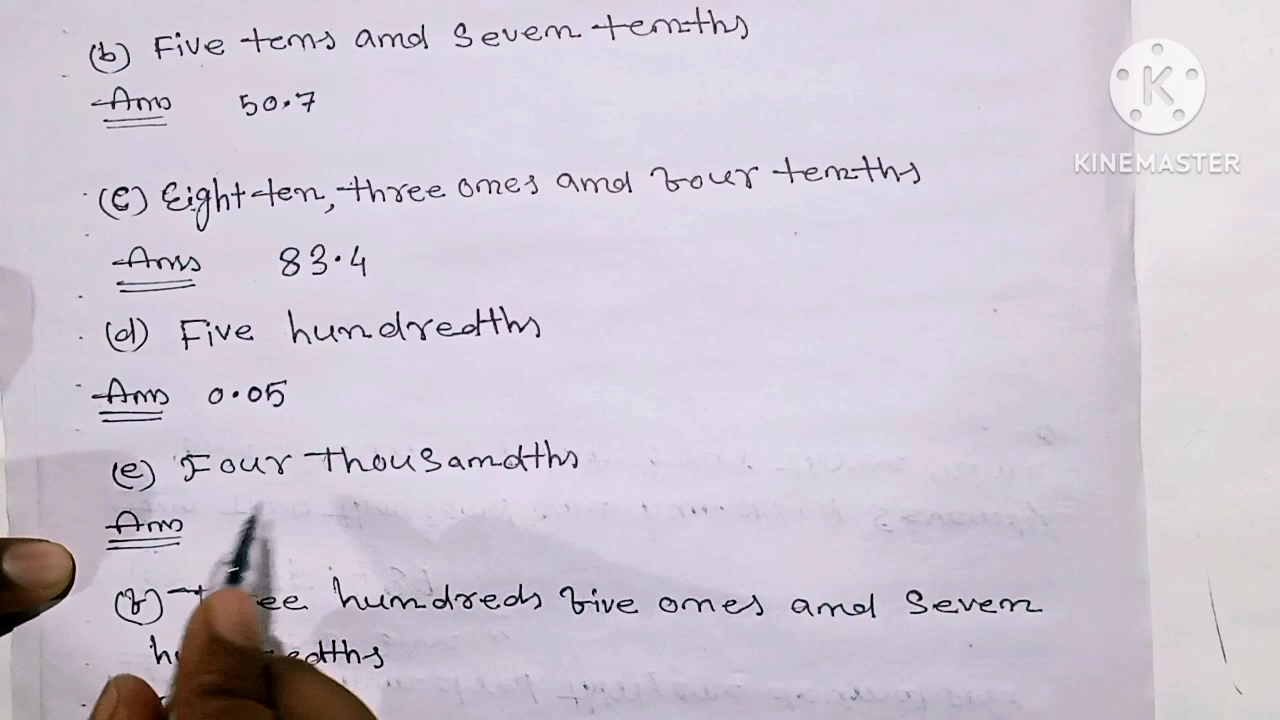 (b) Five tens and seven tenths
Ans 50.7
K
KINEMASTER
(c) Eight ten, three ones and four tenths
Ans 83.4
(d) Five hundredths
Ans 0.05
(e) Four thousandths
Ans
(f) hundreds five ones and seven